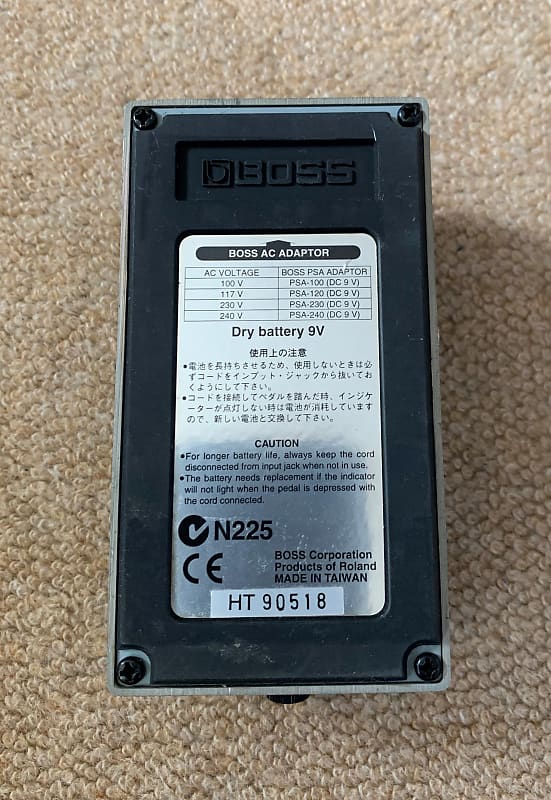 BOSS
BOSS AC ADAPTOR
AC VOLTAGE BOSS PSA ADAPTOR
100 V PSA-100 (DC 9 V)
117 V PSA-120 (DC 9 V)
230 V PSA-230 (DC 9 V)
240 V PSA-240 (DC 9 V)
Dry battery 9V
使用上の注意
●電池を長持ちさせるため、使用しないときは必
ずコードをインプット・ジャックから抜いてお
くようにして下さい。
●コードを接続してペダルを踏んだ時、インジケ
ーターが点灯しない時は電池が消耗しています
ので、新しい電池と交換して下さい。
CAUTION
●For longer battery life, always keep the cord
disconnected from input jack when not in use.
●The battery needs replacement if the indicator
will not light when the pedal is depressed with
the cord connected.
N225
CE
BOSS Corporation
Products of Roland
MADE IN TAIWAN
HT 90518